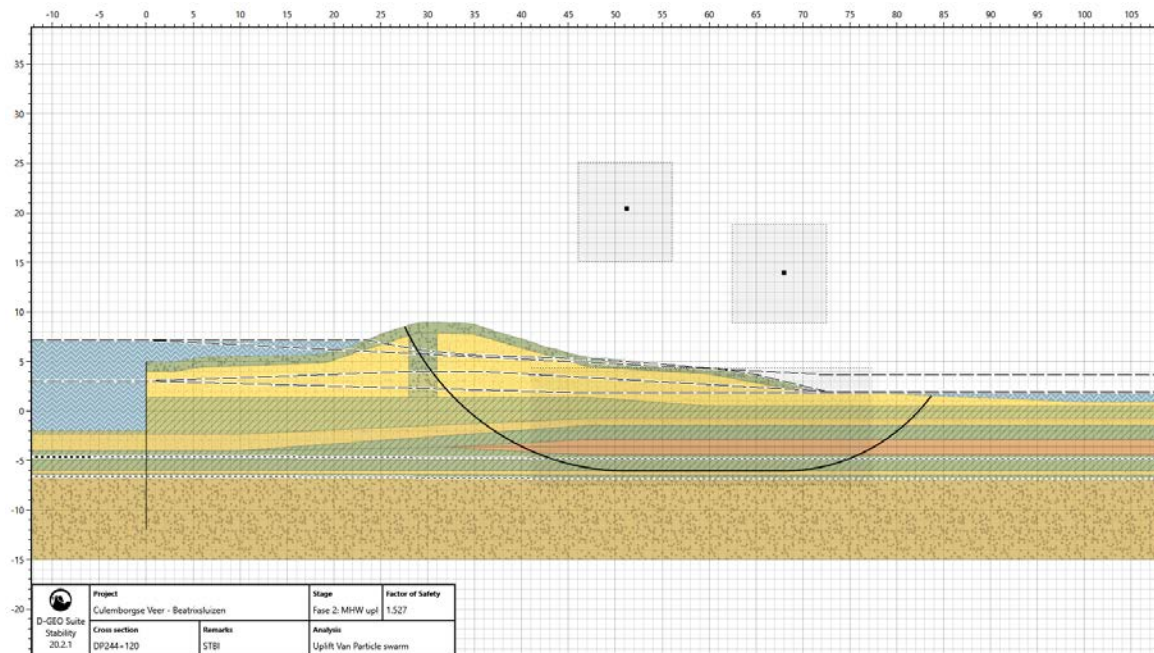 -10 -5 0 5 10 15 20 25 30 35 40 45 50 55 60 65 70 75 80 85 90 95 100 105
35
30
25
20
15
10
5
0
-5
-10
-15
-20
D-GEO Suite
Stability
20.2.1
Project
Culemborgse Veer - Beatrixsluizen
Stage
Fase 2: MHW upl
Factor of Safety
1.527
Cross section
DP244+120
Remarks
STBI
Analysis
Uplift Van Particle swarm